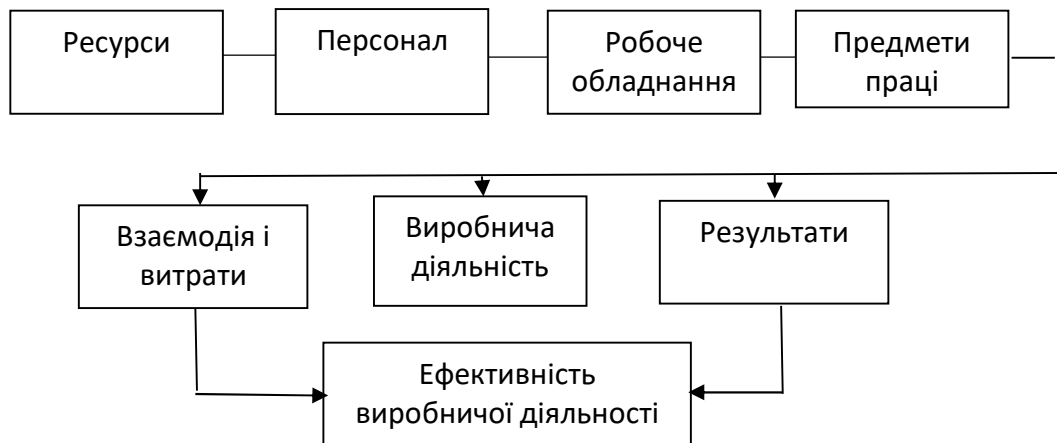 Ресурси
Персонал
Робоче
обладнання
Предмети
праці
Взаємодія і
витрати
Виробнича
діяльність
Результати
Ефективність
виробничої діяльності